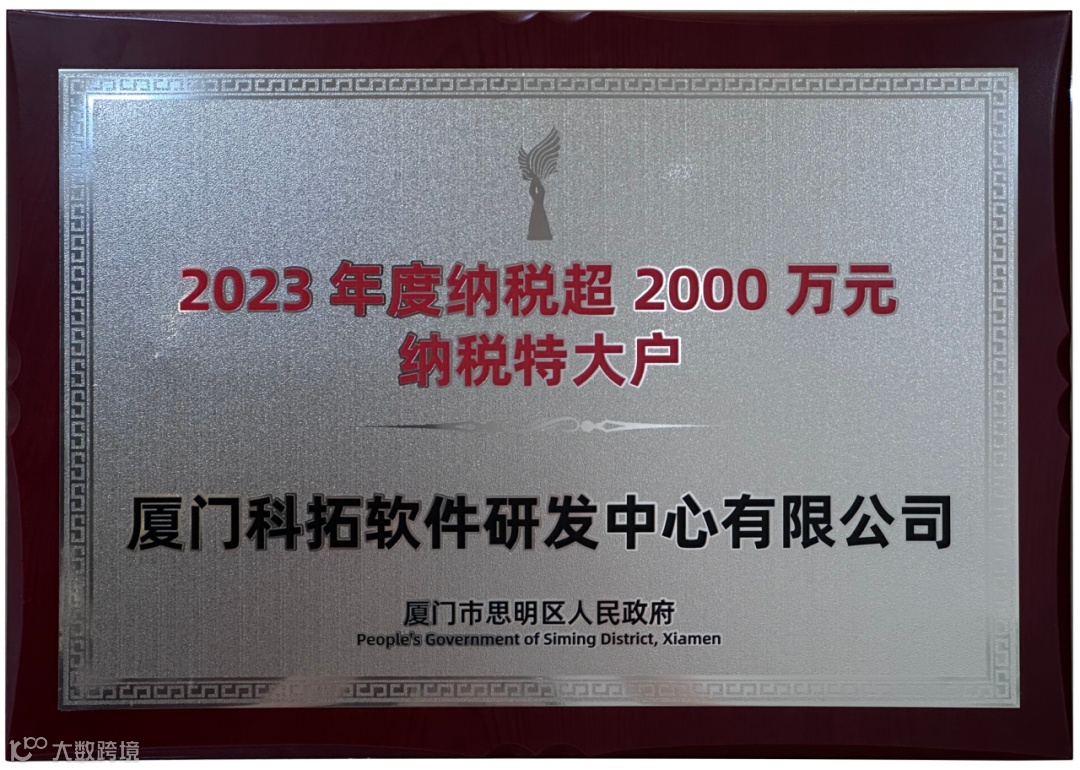 2023 年度纳税超 2000 万元
纳税特大户
厦门科拓软件研发中心有限公司
厦门市思明区人民政府
People's Government of Siming District, Xiamen
大数跨境